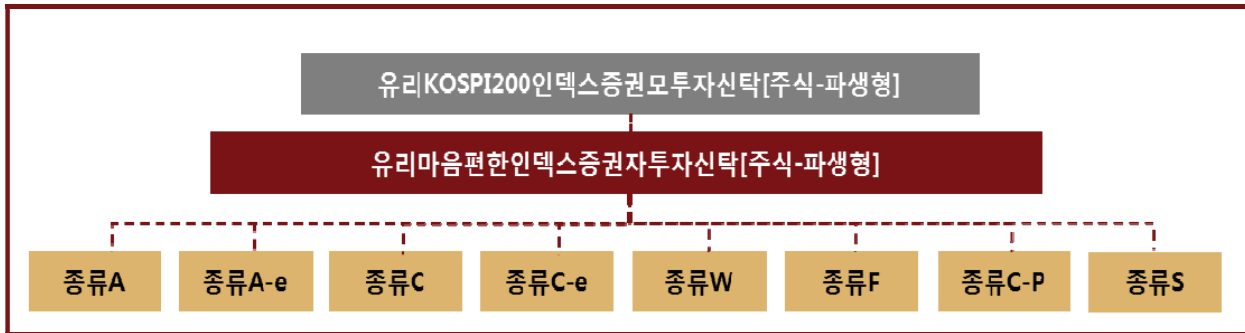 유리KOSPI200인덱스증권모투자신탁[주식-파생형]
유리마음편한인덱스증권자투자신탁[주식-파생형]
종류A
종류A-e
종류C
종류C-e
종류W
종류F
종류C-P
종류S